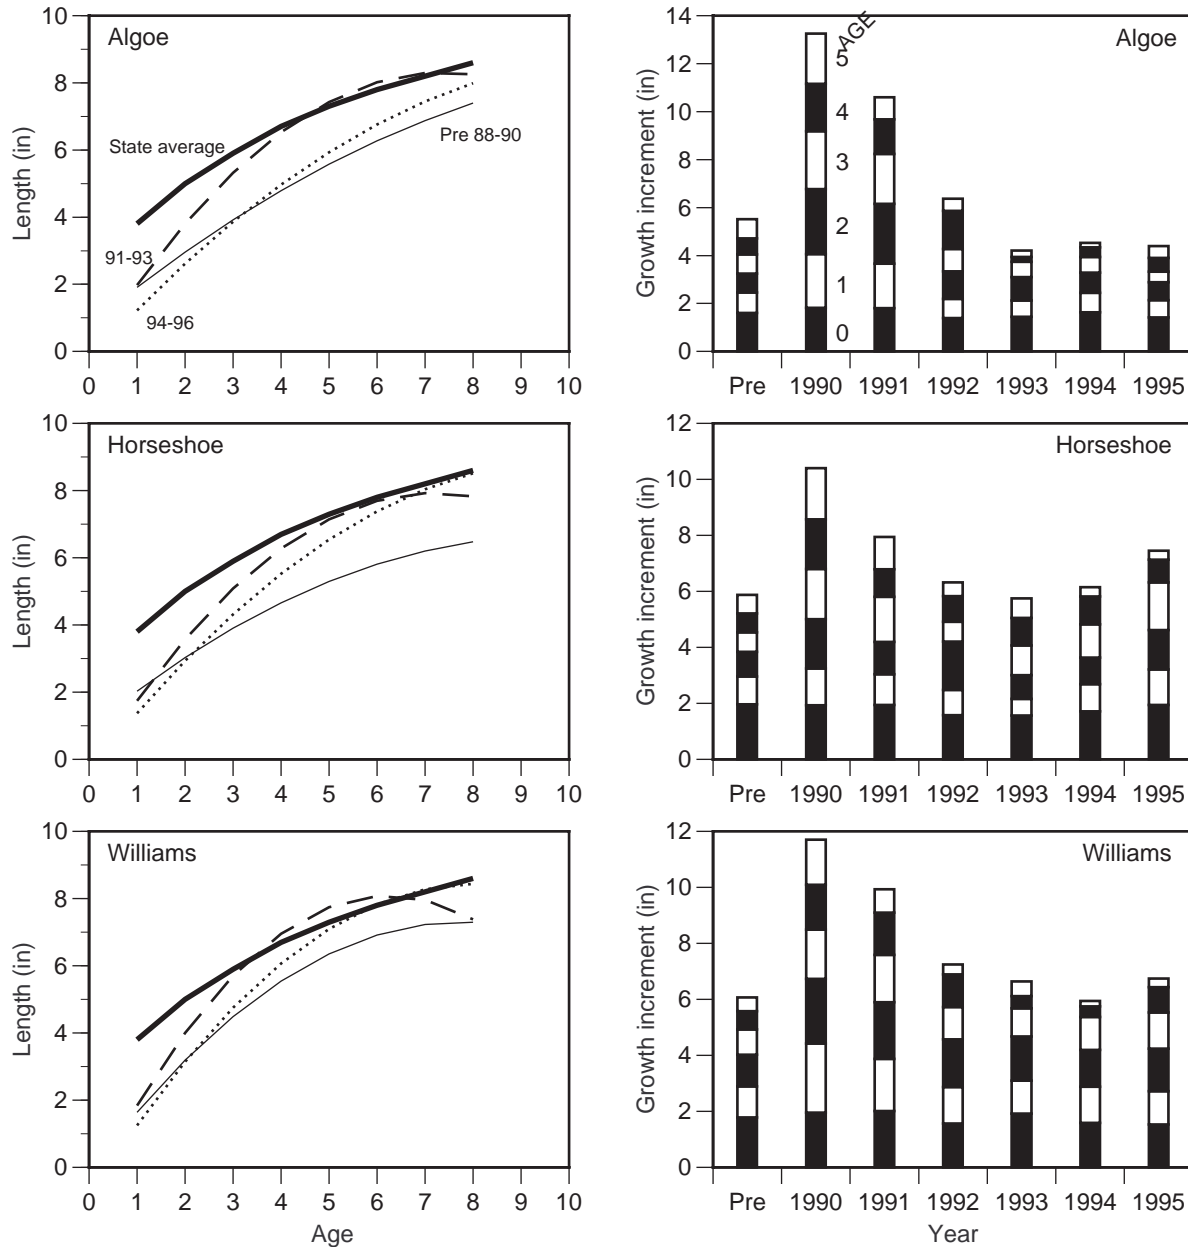 10
8
6
4
2
0
Length (in)
Algoe
State average
Pre 88-90
91-93
94-96
0 1 2 3 4 5 6 7 8 9 10
14
12
10
8
6
4
2
0
Growth increment (in)
AGE
Algoe
5
4
3
2
1
0
Pre 1990 1991 1992 1993 1994 1995
10
8
6
4
2
0
Length (in)
Horseshoe
0 1 2 3 4 5 6 7 8 9 10
12
10
8
6
4
2
0
Growth increment (in)
Horseshoe
Pre 1990 1991 1992 1993 1994 1995
10
8
6
4
2
0
Length (in)
Williams
0 1 2 3 4 5 6 7 8 9 10
Age
12
10
8
6
4
2
0
Growth increment (in)
Williams
Pre 1990 1991 1992 1993 1994 1995
Year